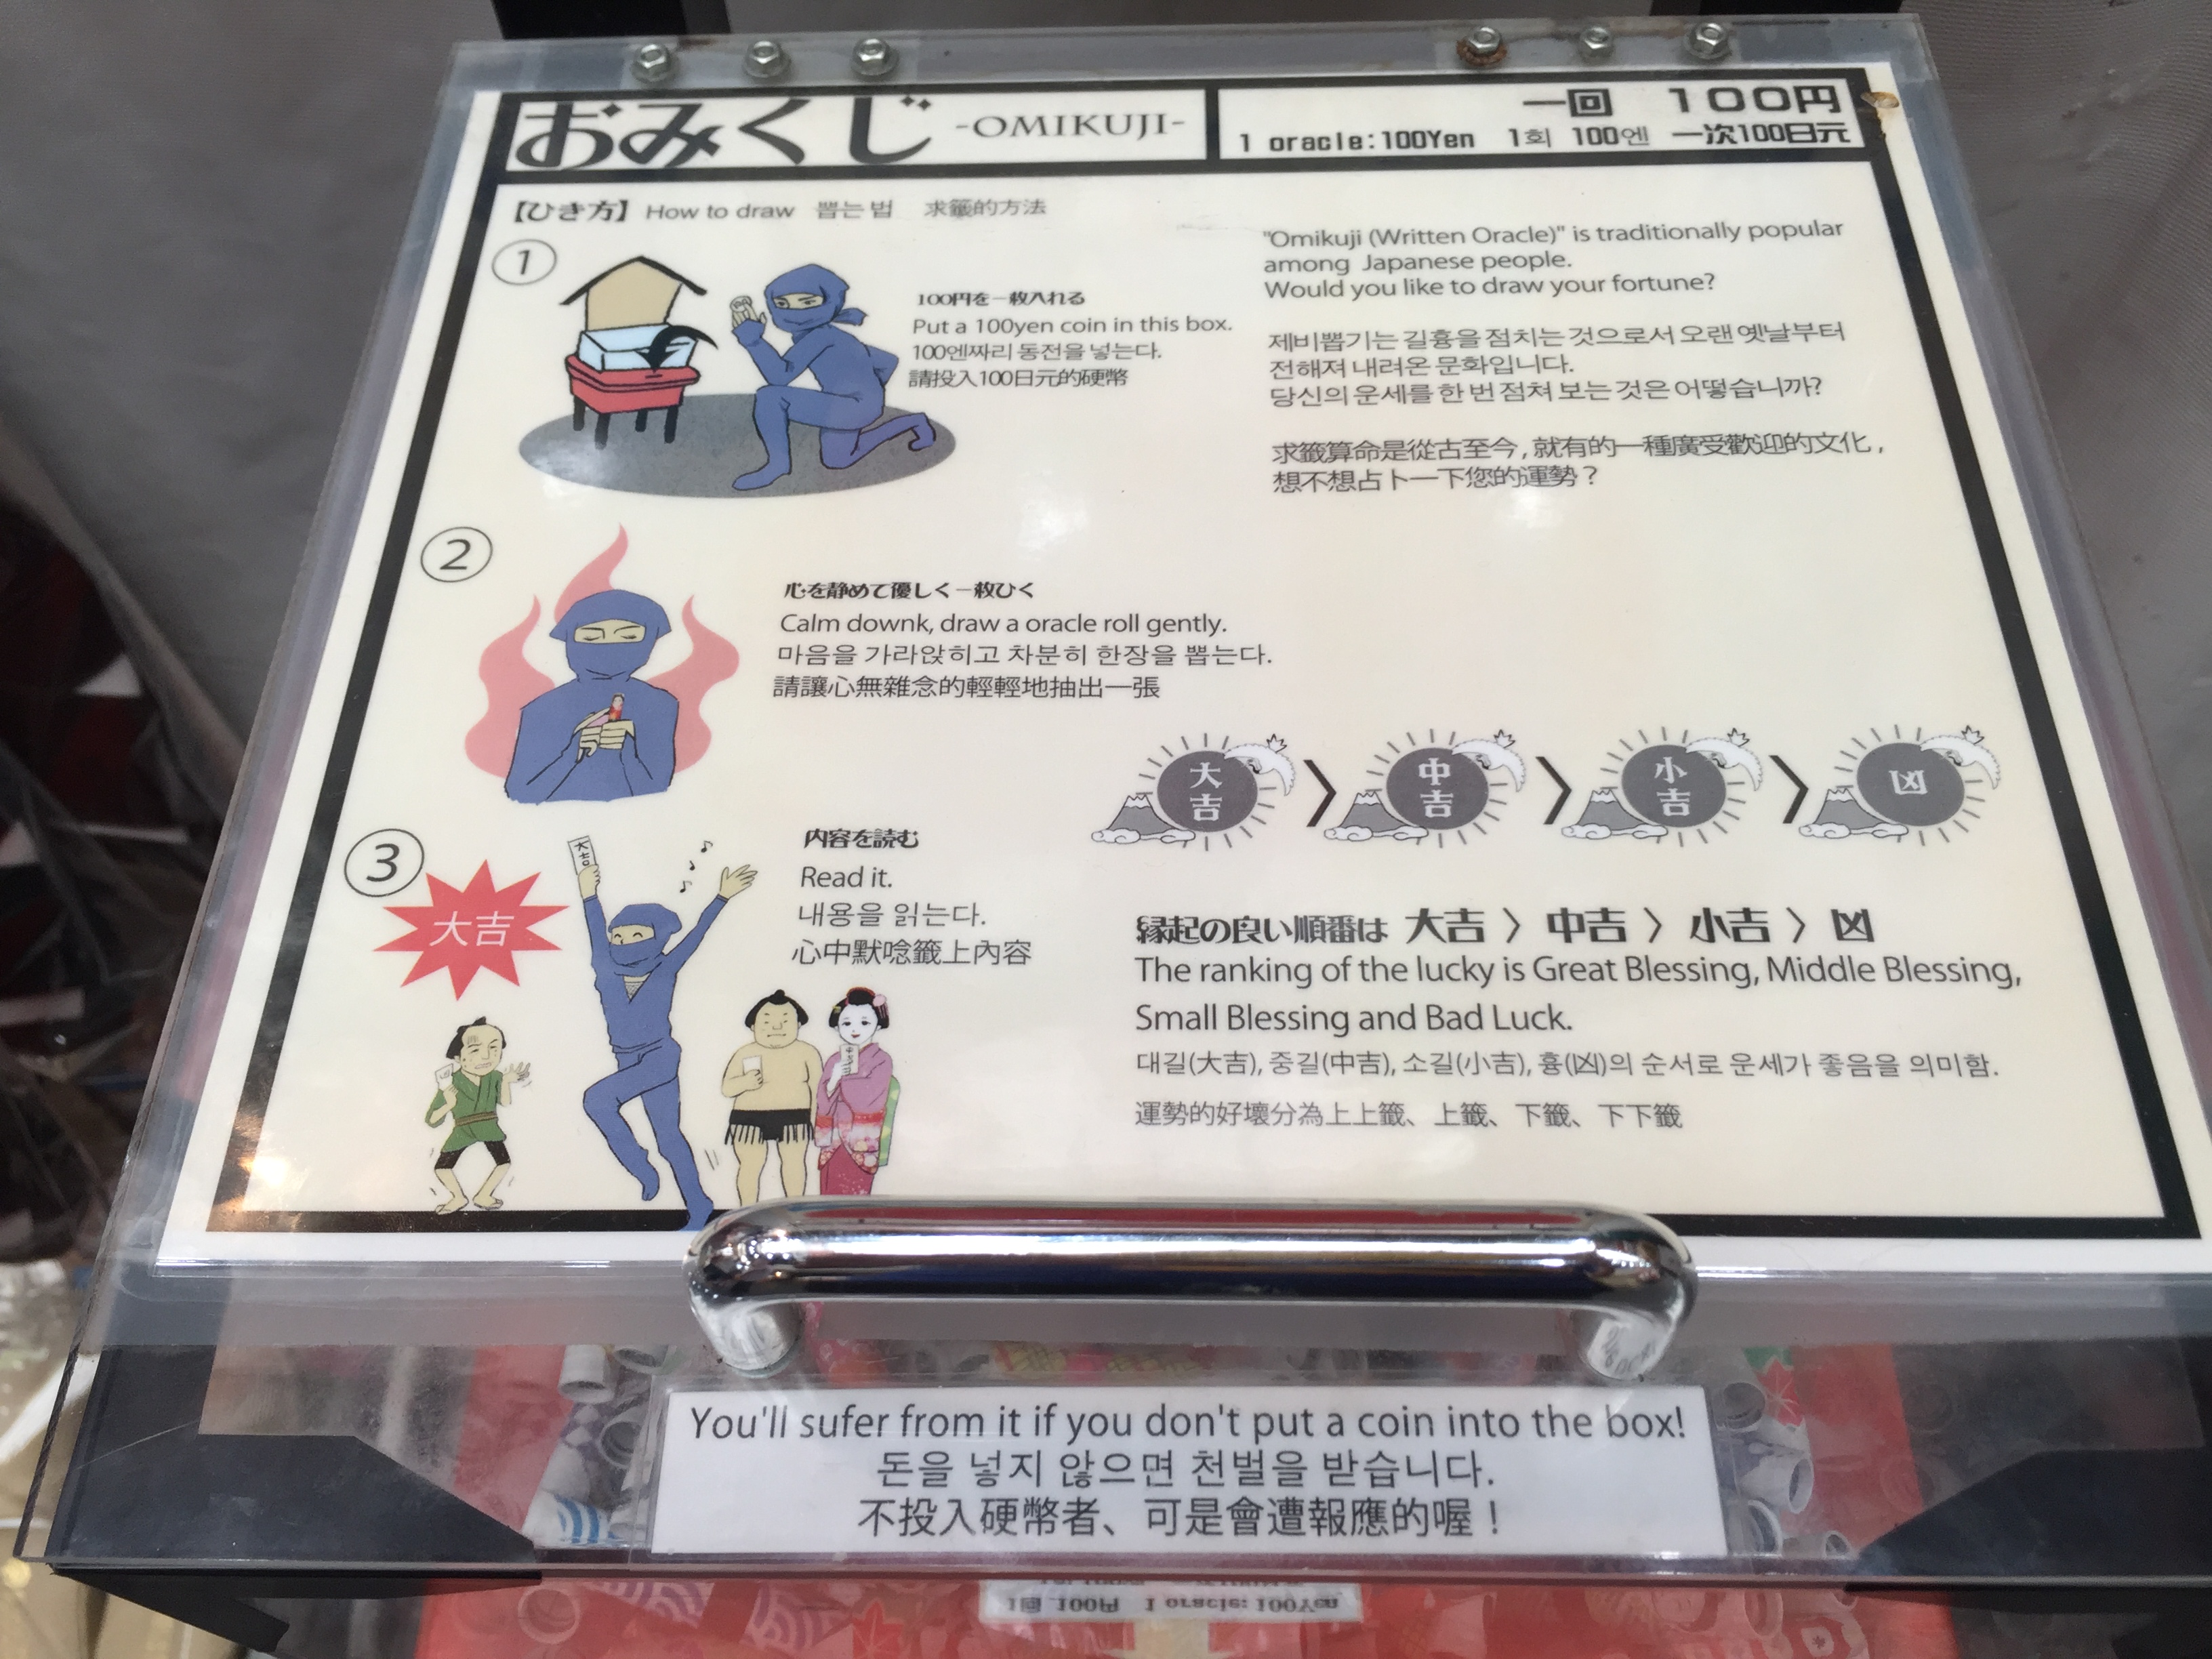 おみくじ -OMIKUJI-
一回 100円
1 oracle:100Yen 1회 100엔 一次100日元
【ひき方】 How to draw 뽑는 법 求籤的方法
①
100円を一枚入れる
Put a 100yen coin in this box.
100엔짜리 동전을 넣는다.
請投入100日元的硬幣
"Omikuji (Written Oracle)" is traditionally popular
among Japanese people.
Would you like to draw your fortune?
제비뽑기는 길흉을 점치는 것으로서 오랜 옛날부터
전해져 내려온 문화입니다.
당신의 운세를 한 번 점쳐 보는 것은 어떻습니까?
求籤算命是從古至今,就有的一種廣受歡迎的文化,
想不想占卜一下您的運勢?
②
心を静めて優しく一枚ひく
Calm downk, draw a oracle roll gently.
마음을 가라앉히고 차분히 한장을 뽑는다.
請讓心無雜念的輕輕地抽出一張
大吉 〉 中吉 〉 小吉 〉 凶
③
大吉
大吉
内容を読む
Read it.
내용을 읽는다.
心中默唸籤上內容
縁起の良い順番は 大吉 〉 中吉 〉 小吉 〉 凶
The ranking of the lucky is Great Blessing, Middle Blessing,
Small Blessing and Bad Luck.
대길(大吉), 중길(中吉), 소길(小吉), 흉(凶)의 순서로 운세가 좋음을 의미함.
運勢的好壞分為上上籤、上籤、下籤、下下籤
You'll sufer from it if you don't put a coin into the box!
돈을 넣지 않으면 천벌을 받습니다.
不投入硬幣者、可是會遭報應的喔!
1回 100円 1 oracle: 100Yen